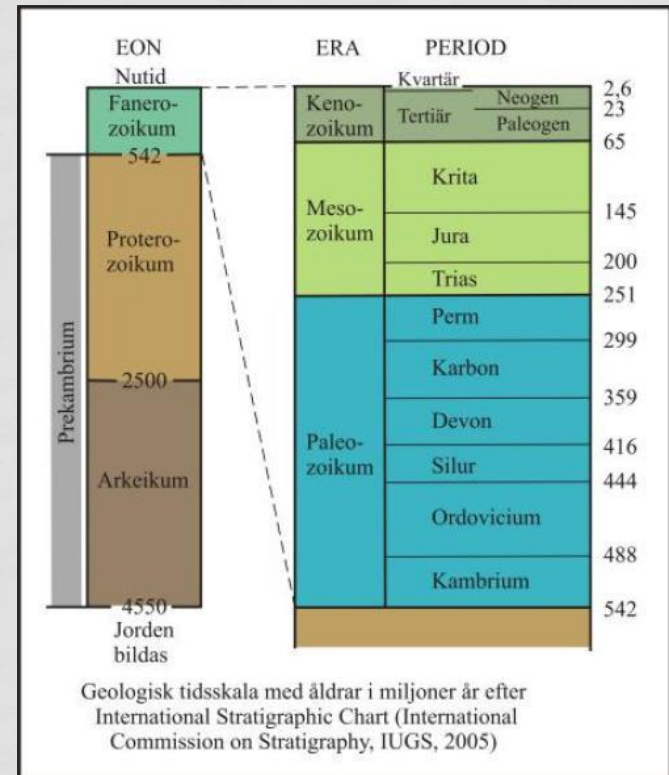 EON
Nutid
Fanero-
zoikum
542
Protero-
zoikum
2500
Arkeikum
4550
Jorden
bildas
Prekambrium
ERA
PERIOD
Keno-
zoikum
Kvartär
2,6
Tertiär
Neogen
23
Paleogen
65
Meso-
zoikum
Krita
145
Jura
200
Trias
251
Paleo-
zoikum
Perm
299
Karbon
359
Devon
416
Silur
444
Ordovicium
488
Kambrium
542
Geologisk tidsskala med åldrar i miljoner år efter
International Stratigraphic Chart (International
Commission on Stratigraphy, IUGS, 2005)